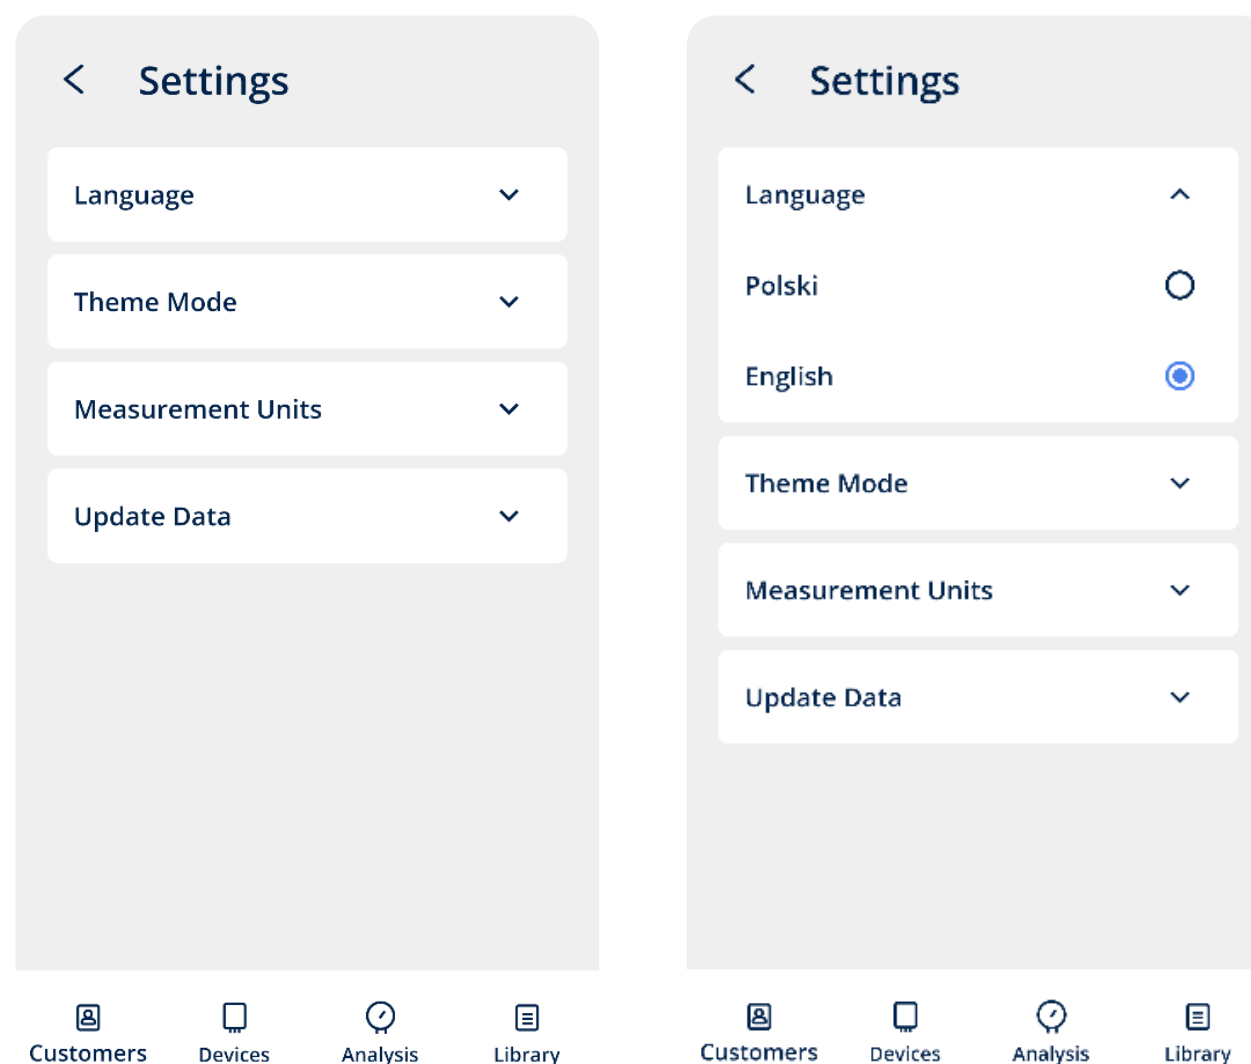 Settings
Language
Theme Mode
Measurement Units
Update Data
Customers Devices Analysis Library
Settings
Language
Polski
English
Theme Mode
Measurement Units
Update Data
Customers Devices Analysis Library